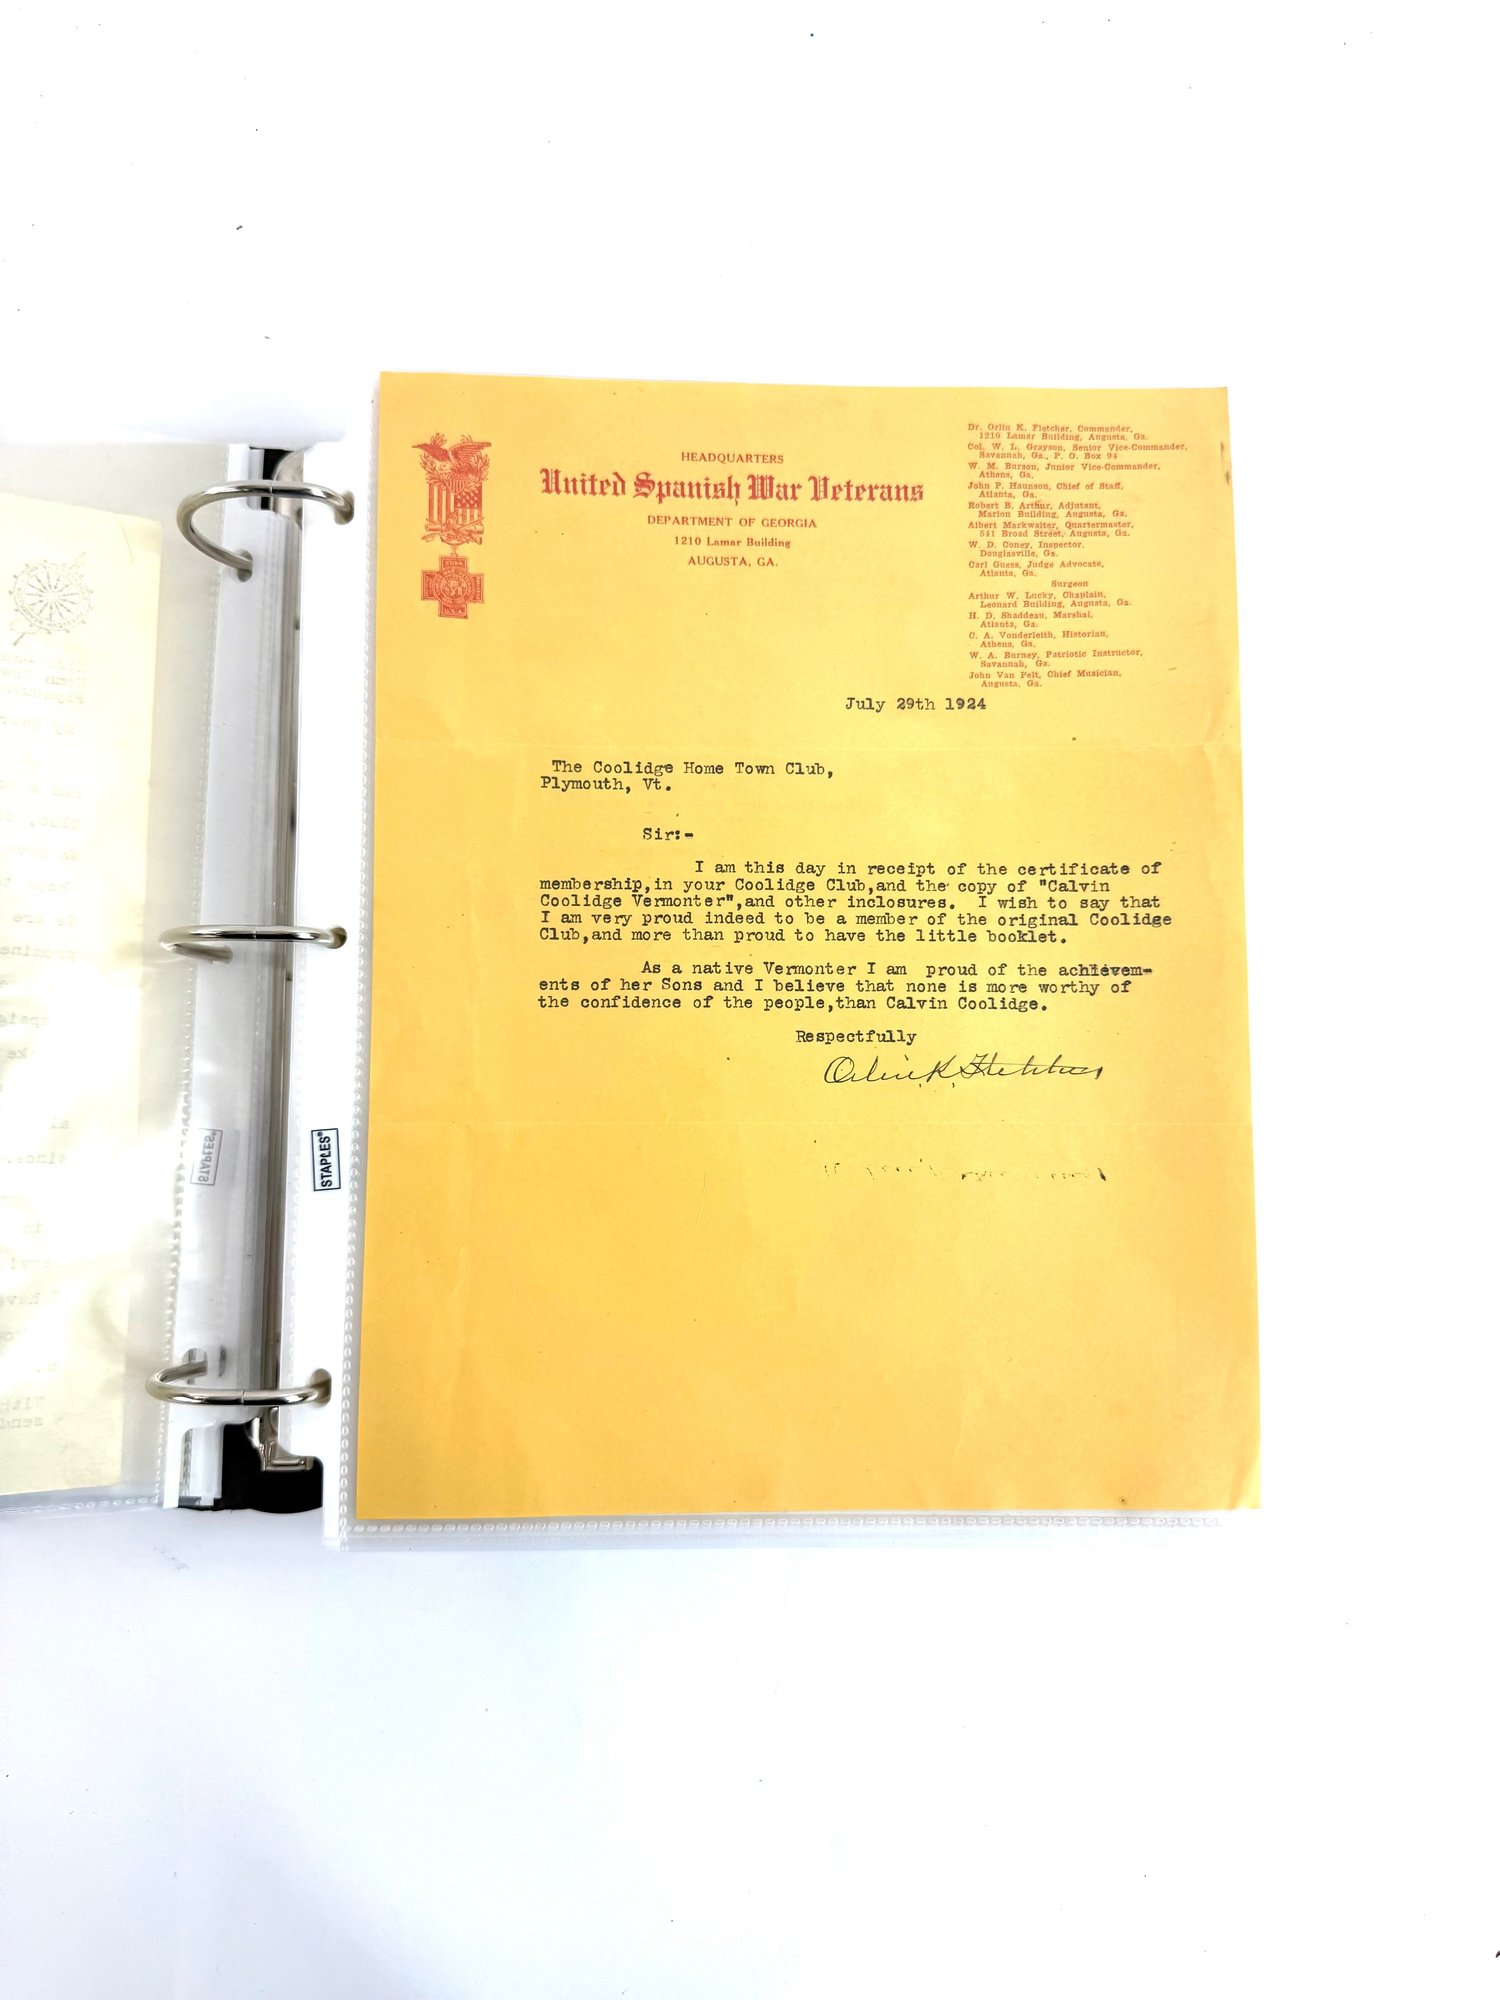 HEADQUARTERS
United Spanish War Veterans
DEPARTMENT OF GEORGIA
1210 Lamar Building
AUGUSTA, GA.
CUBA
U.S.A.
Dr. Orlin K. Fletcher, Commander,
1210 Lamar Building, Augusta, Ga.
Col. W. L. Grayson, Senior Vice-Commander,
Savannah, Ga., P. O. Box 94
W. M. Burson, Junior Vice-Commander,
Athens, Ga.
John P. Haunson, Chief of Staff,
Atlanta, Ga.
Robert B. Arthur, Adjutant,
Marion Building, Augusta, Ga.
Albert Markwalter, Quartermaster,
541 Broad Street, Augusta, Ga.
W. D. Coney, Inspector,
Douglasville, Ga.
Carl Guess, Judge Advocate,
Atlanta, Ga.
Surgeon
Arthur W. Lucky, Chaplain,
Leonard Building, Augusta, Ga.
H. D. Shaddeau, Marshal,
Atlanta, Ga.
C. A. Vonderleith, Historian,
Athens, Ga.
W. A. Burney, Patriotic Instructor,
Savannah, Ga.
John Van Pelt, Chief Musician,
Augusta, Ga.
July 29th 1924
The Coolidge Home Town Club,
Plymouth, Vt.
Sir:-
I am this day in receipt of the certificate of
membership,in your Coolidge Club,and the copy of "Calvin
Coolidge Vermonter",and other inclosures. I wish to say that
I am very proud indeed to be a member of the original Coolidge
Club,and more than proud to have the little booklet.
As a native Vermonter I am proud of the achievem-
ents of her Sons and I believe that none is more worthy of
the confidence of the people,than Calvin Coolidge.
Respectfully
Orlin K. Fletcher
STAPLES